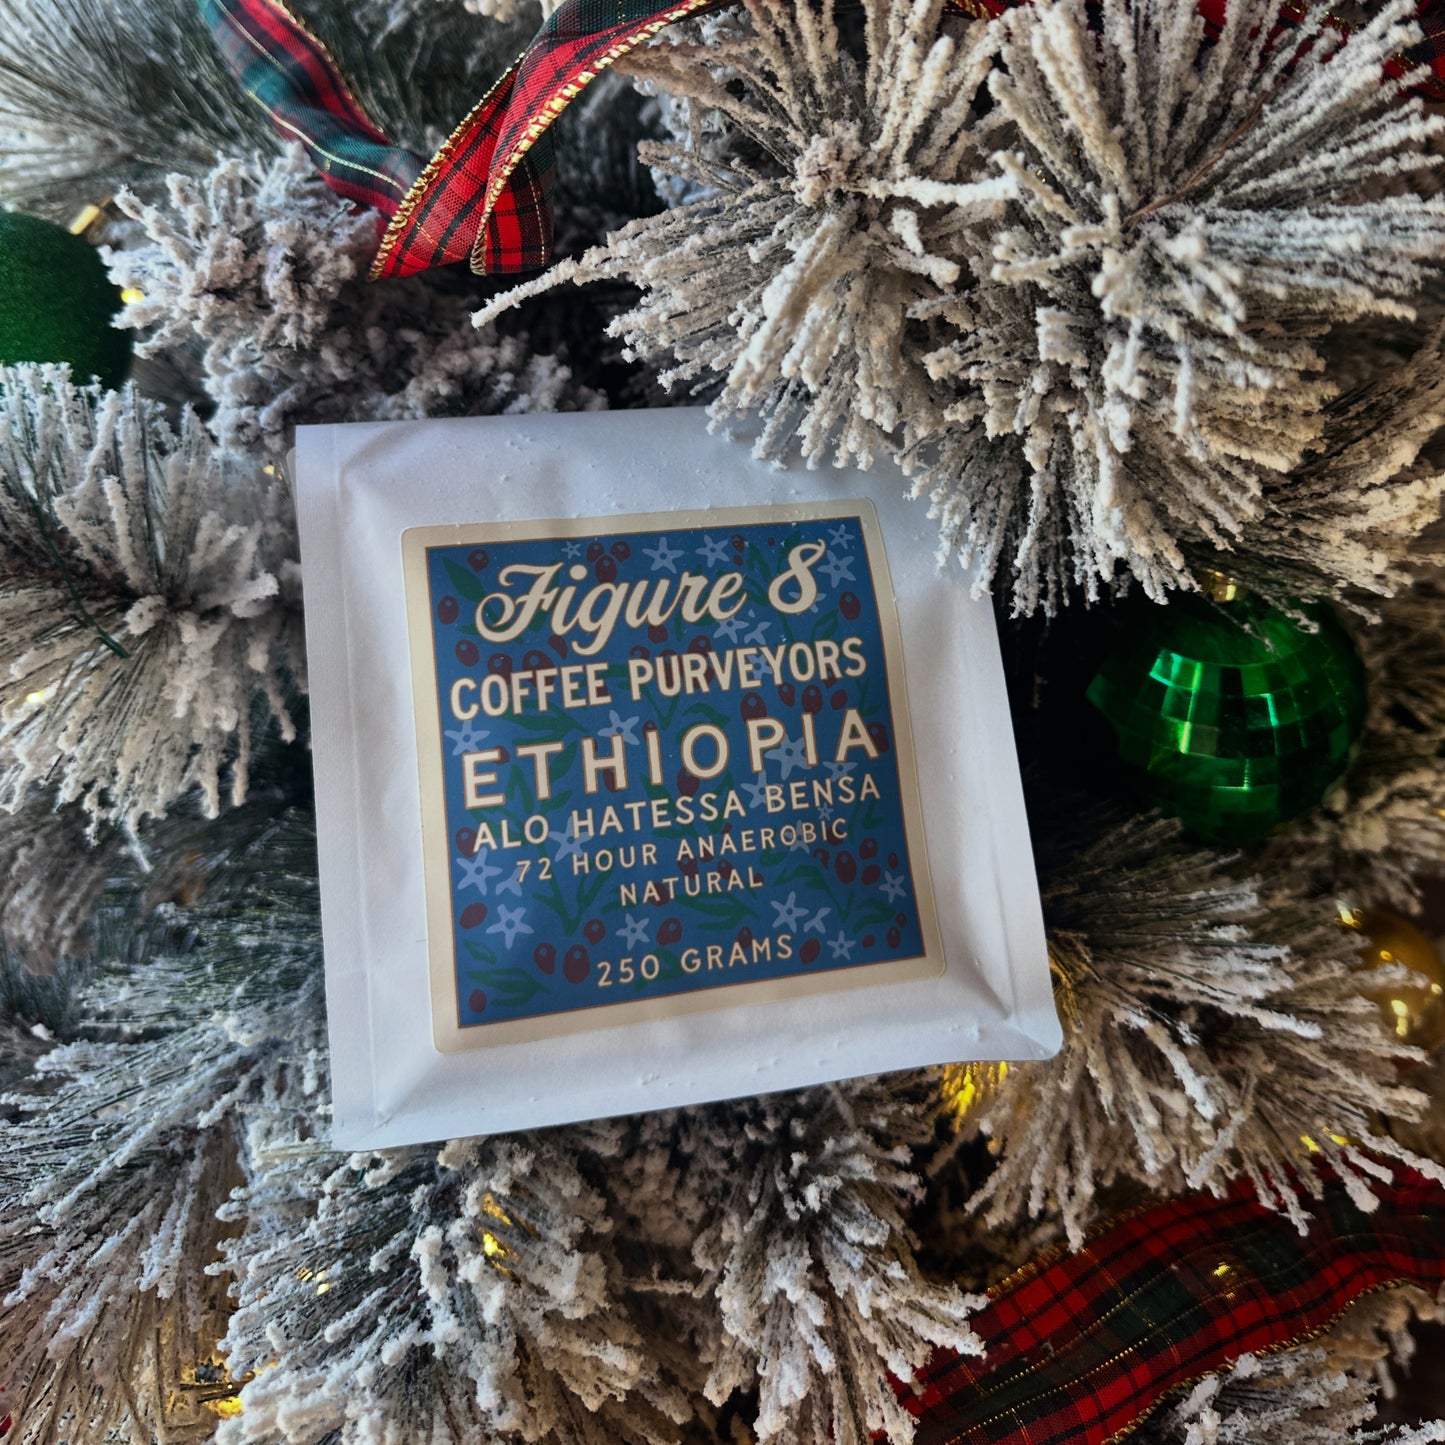 Figure 8
COFFEE PURVEYORS
ETHIOPIA
ALO HATESSA BENSA
72 HOUR ANAEROBIC
NATURAL
250 GRAMS